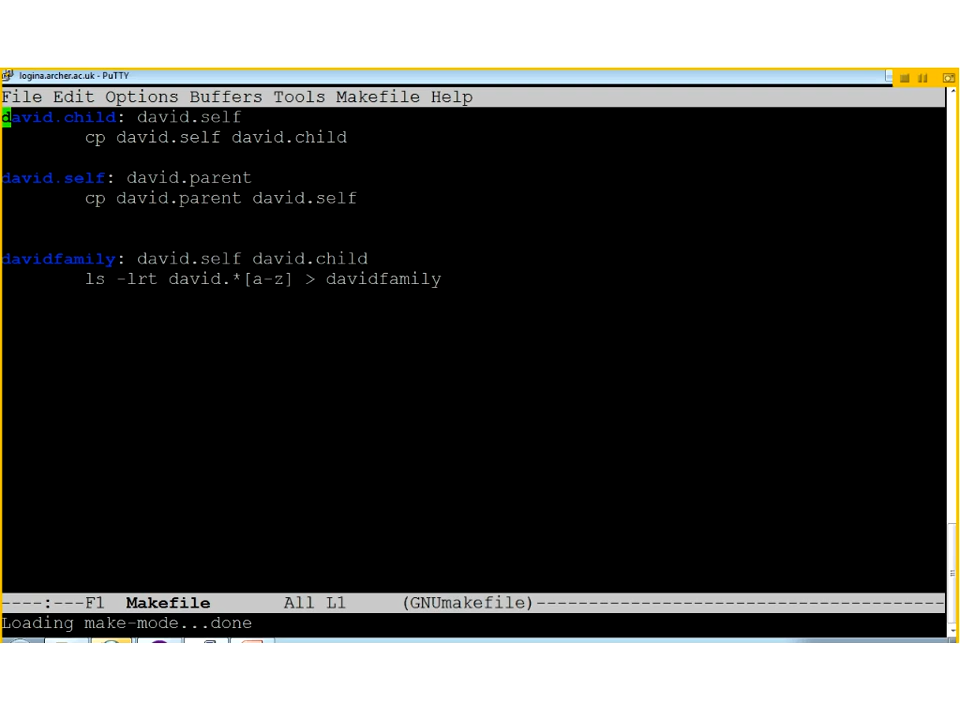 logina.archer.ac.uk - PuTTY
File Edit Options Buffers Tools Makefile Help
david.child: david.self
cp david.self david.child
david.self: david.parent
cp david.parent david.self
davidfamily: david.self david.child
ls -lrt david.*[a-z] > davidfamily
----:---F1  Makefile       All L1     (GNUmakefile)---------------------------------------
Loading make-mode...done